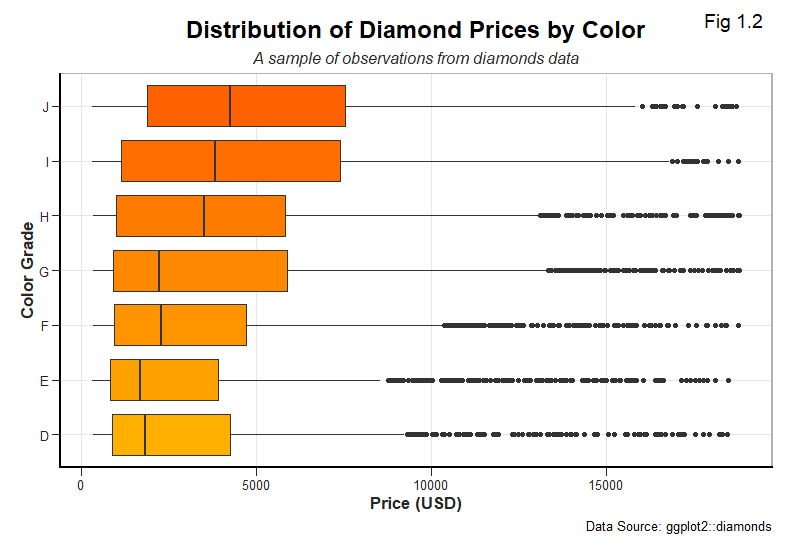 Distribution of Diamond Prices by Color
Fig 1.2
A sample of observations from diamonds data
Color Grade
J
I
H
G
F
E
D
0 5000 10000 15000
Price (USD)
Data Source: ggplot2::diamonds